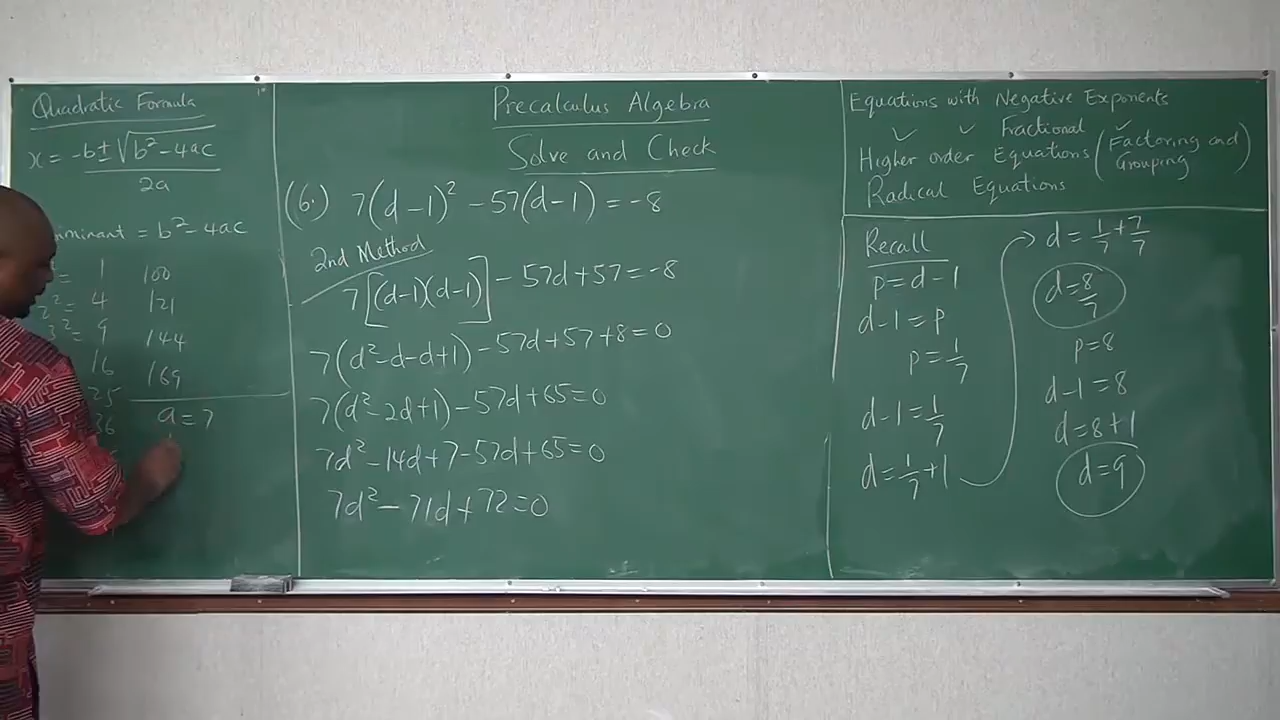 Quadratic Formula
x = -b ± √b² - 4ac
2a
iminant = b² - 4ac
= 1 100
2² = 4 121
3² = 9 144
16 169
25
36
a = 7
Precalculus Algebra
Solve and Check
(6.) 7(d - 1)² - 57(d - 1) = -8
2nd Method
7[(d-1)(d-1)] - 57d + 57 = -8
7(d² - d - d + 1) - 57d + 57 + 8 = 0
7(d² - 2d + 1) - 57d + 65 = 0
7d² - 14d + 7 - 57d + 65 = 0
7d² - 71d + 72 = 0
Equations with Negative Exponents
Fractional
Higher order Equations (Factoring and Grouping)
Radical Equations
Recall
p = d - 1
d - 1 = p
p = 1/7
d - 1 = 1/7
d = 1/7 + 1
d = 1/7 + 7/7
d = 8/7
p = 8
d - 1 = 8
d = 8 + 1
d = 9